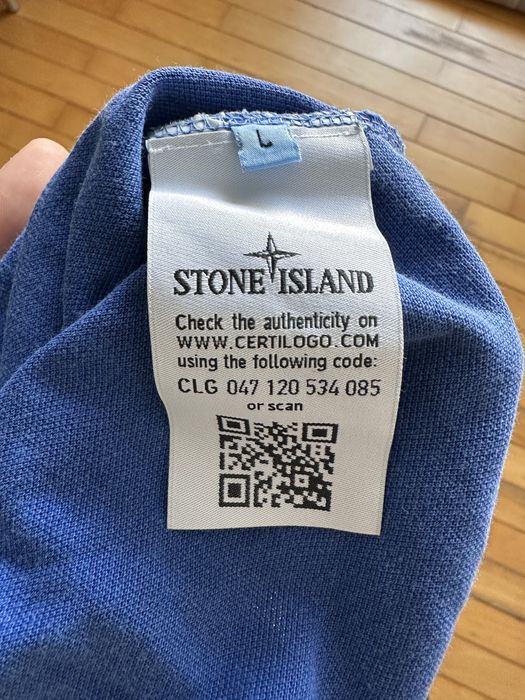 L
STONE ISLAND
Check the authenticity on
WWW.CERTILOGO.COM
using the following code:
CLG 047 120 534 085
or scan